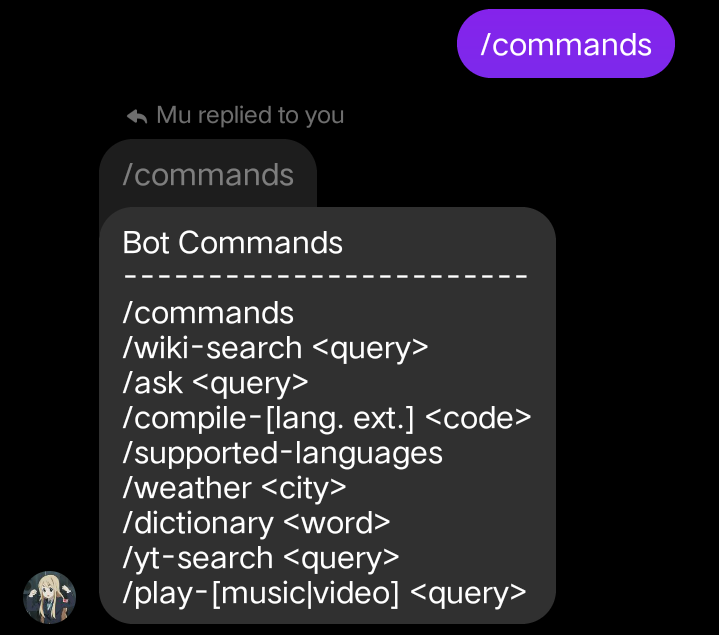 /commands
Mu replied to you
/commands
Bot Commands
------------------------
/commands
/wiki-search <query>
/ask <query>
/compile-[lang. ext.] <code>
/supported-languages
/weather <city>
/dictionary <word>
/yt-search <query>
/play-[music|video] <query>